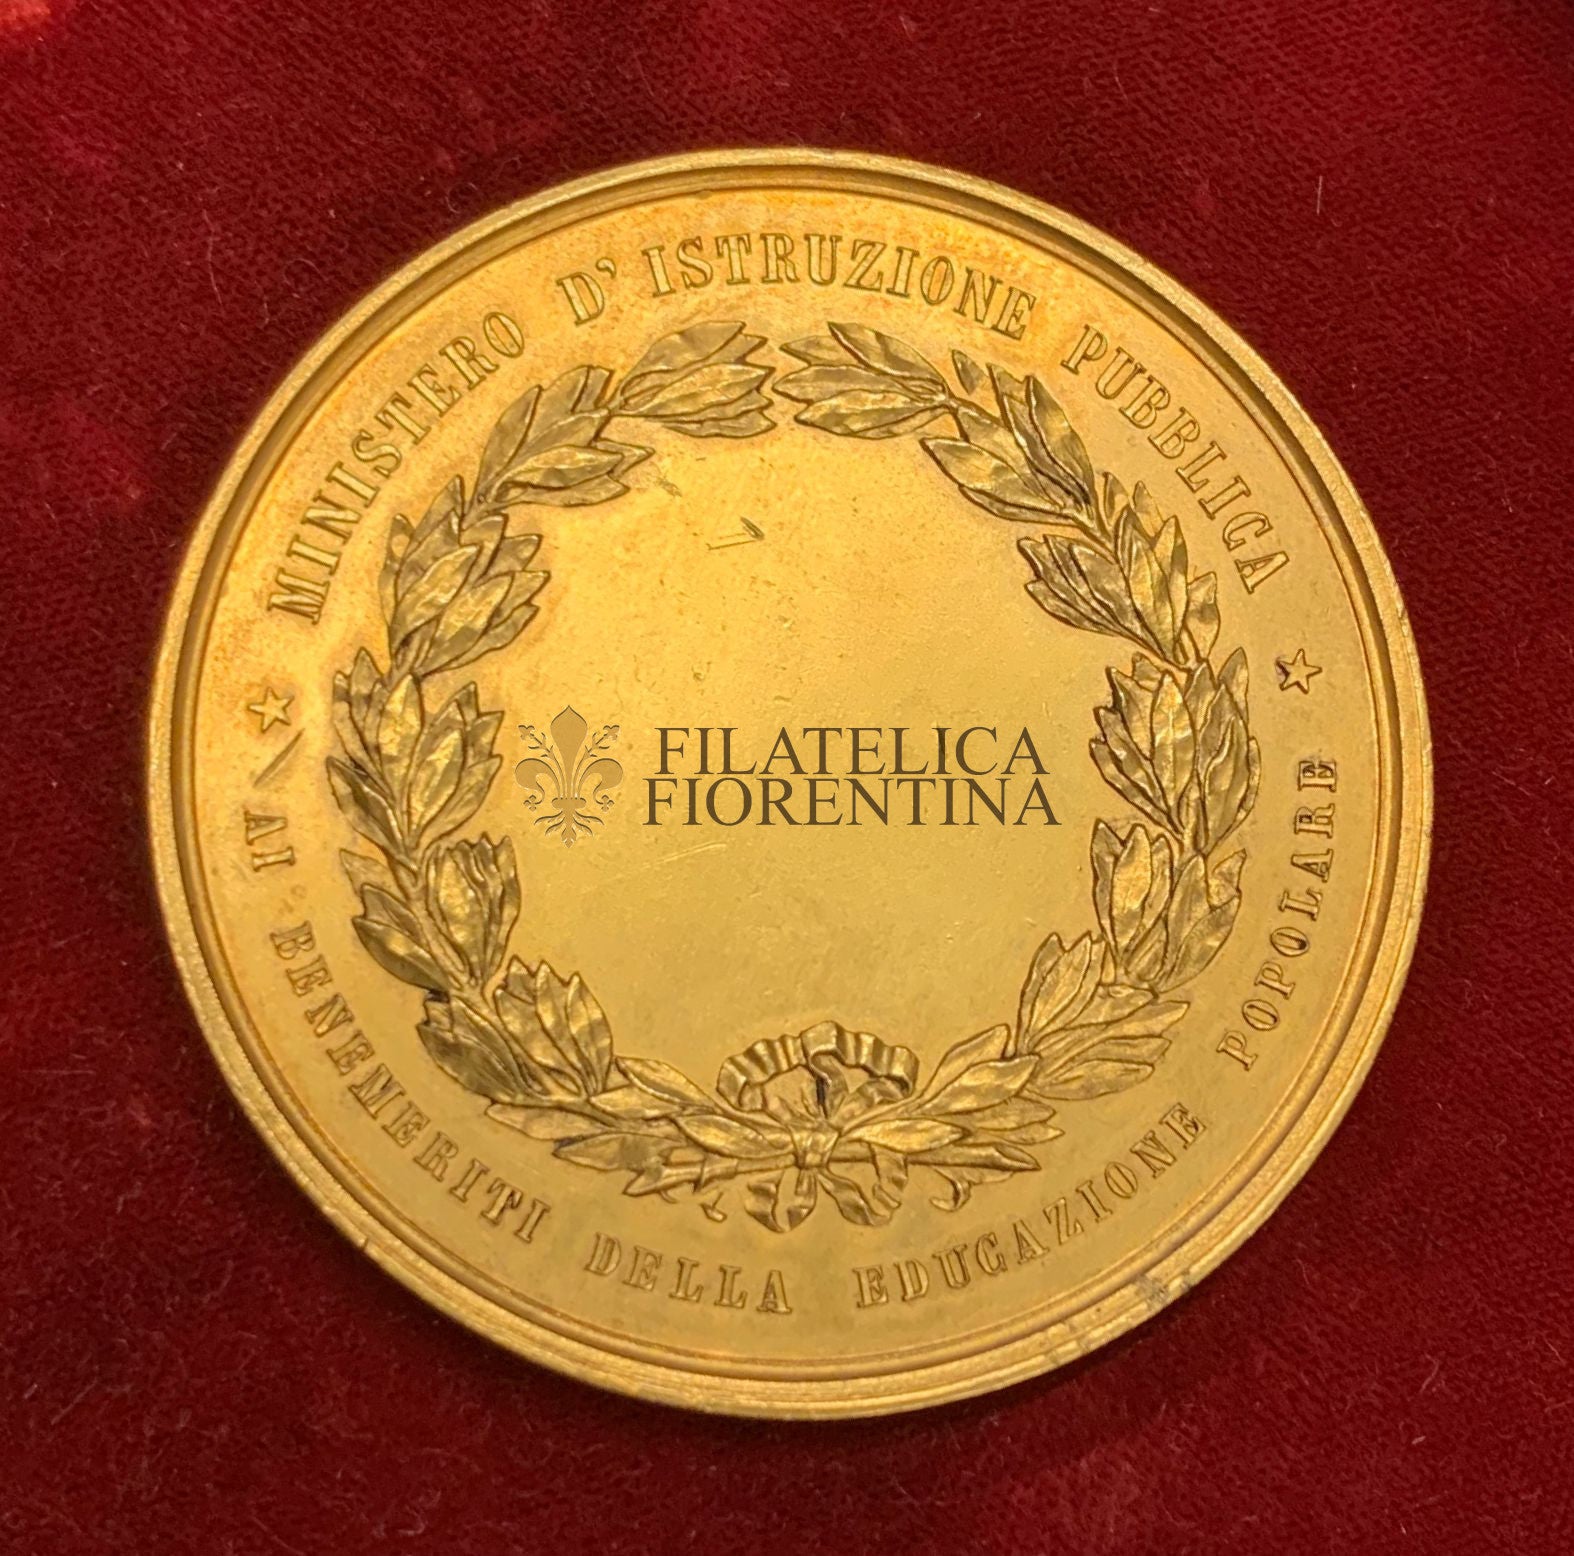 MINISTERO D'ISTRUZIONE PUBBLICA
AI BENEMERITI DELLA EDUCAZIONE POPOLARE
FILATELICA
FIORENTINA